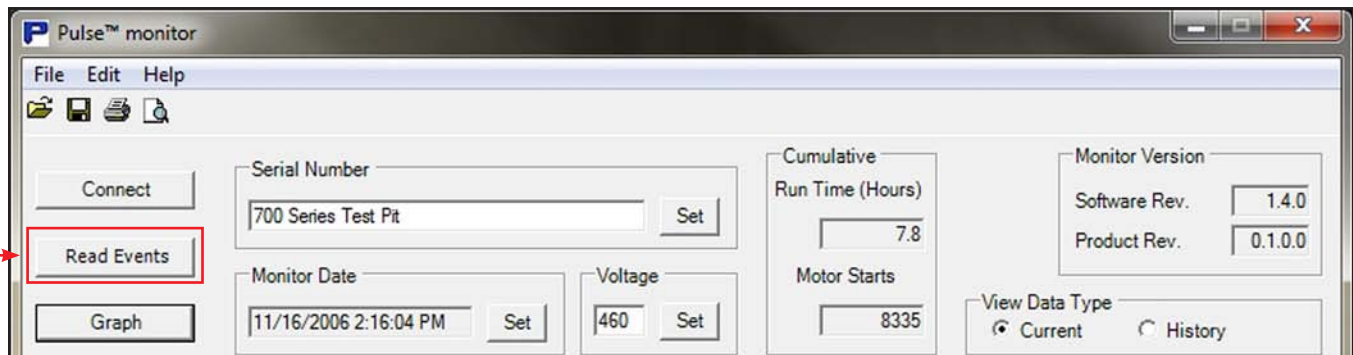 Pulse™ monitor
File Edit Help
Connect
Read Events
Graph
Serial Number
700 Series Test Pit
Set
Monitor Date
11/16/2006 2:16:04 PM
Set
Voltage
460
Set
Cumulative
Run Time (Hours)
7.8
Motor Starts
8335
Monitor Version
Software Rev. 1.4.0
Product Rev. 0.1.0.0
View Data Type
Current History